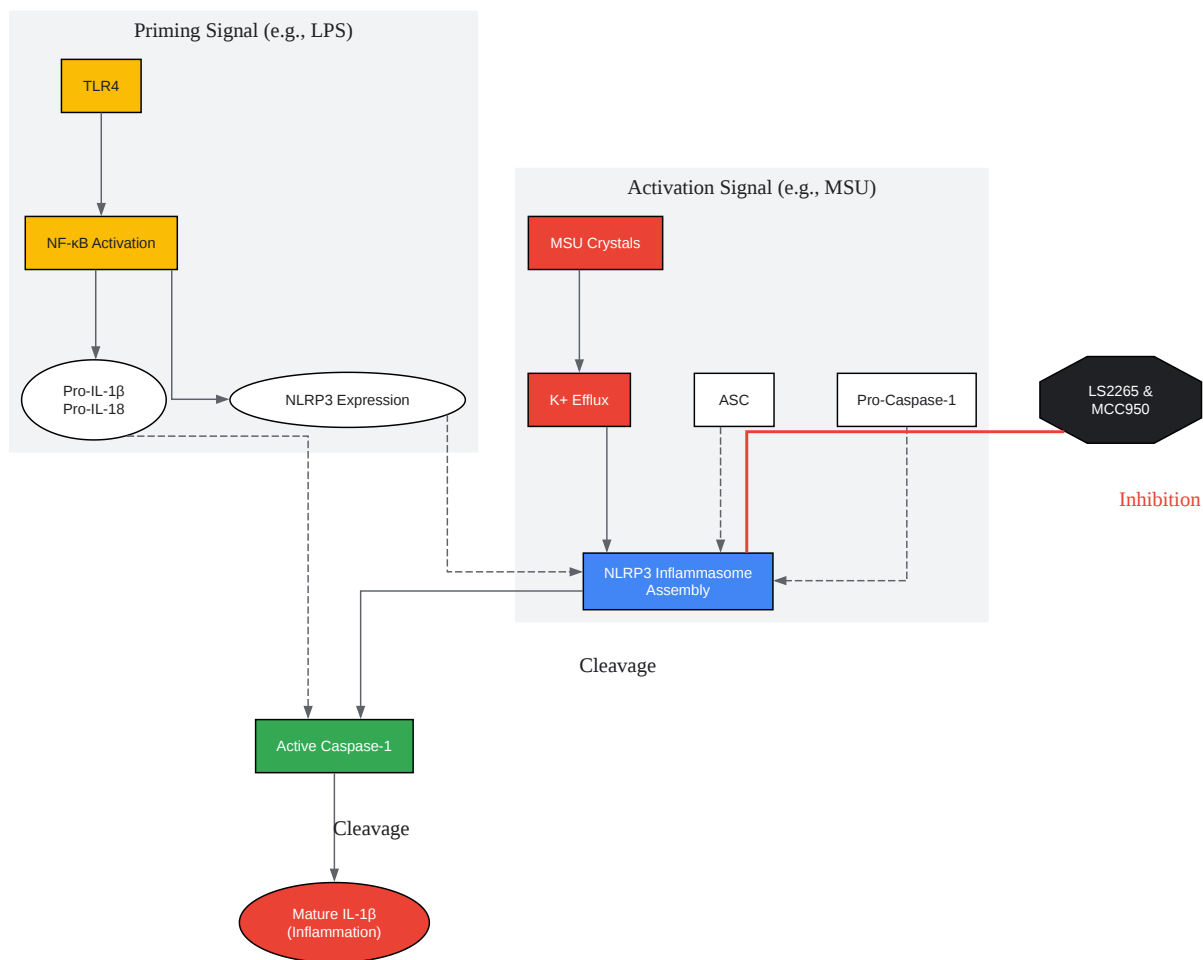 Priming Signal (e.g., LPS)
TLR4
NF-κB Activation
Pro-IL-1β
Pro-IL-18
NLRP3 Expression
Activation Signal (e.g., MSU)
MSU Crystals
K+ Efflux
ASC
Pro-Caspase-1
LS2265 &
MCC950
Inhibition
NLRP3 Inflammasome
Assembly
Cleavage
Active Caspase-1
Cleavage
Mature IL-1β
(Inflammation)